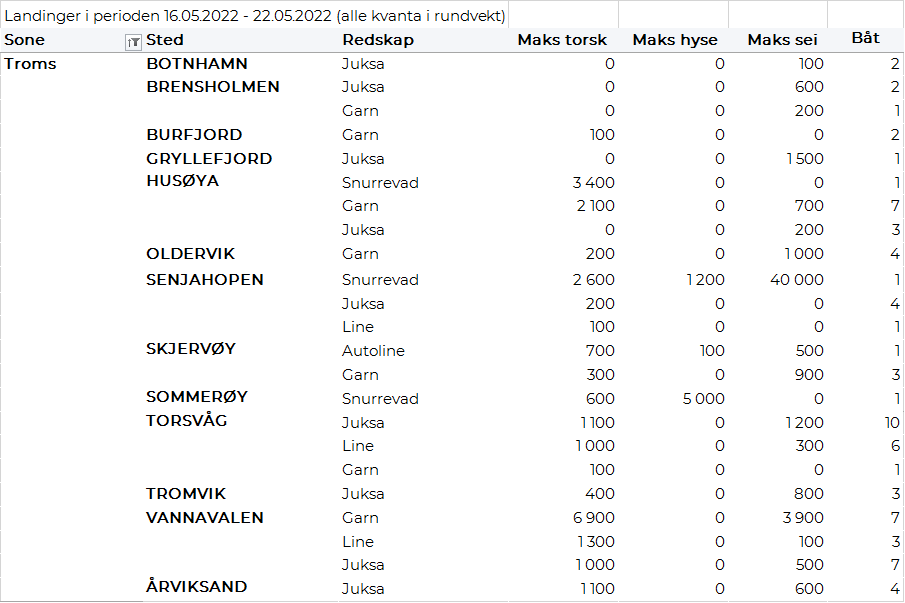 Landinger i perioden 16.05.2022 - 22.05.2022 (alle kvanta i rundvekt)
Sone Sted Redskap Maks torsk Maks hyse Maks sei Båt
Troms BOTNHAMN Juksa 0 0 100 2
BRENSHOLMEN Juksa 0 0 600 2
Garn 0 0 200 1
BURFJORD Garn 100 0 0 2
GRYLLEFJORD Juksa 0 0 1 500 1
HUSØYA Snurrevad 3 400 0 0 1
Garn 2 100 0 700 7
Juksa 0 0 200 3
OLDERVIK Garn 200 0 1 000 4
SENJAHOPEN Snurrevad 2 600 1 200 40 000 1
Juksa 200 0 0 4
Line 100 0 0 1
SKJERVØY Autoline 700 100 500 1
Garn 300 0 900 3
SOMMERØY Snurrevad 600 5 000 0 1
TORSVÅG Juksa 1 100 0 1 200 10
Line 1 000 0 300 6
Garn 100 0 0 1
TROMVIK Juksa 400 0 800 3
VANNAVALEN Garn 6 900 0 3 900 7
Line 1 300 0 100 3
Juksa 1 000 0 500 7
ÅRVIKSAND Juksa 1 100 0 600 4